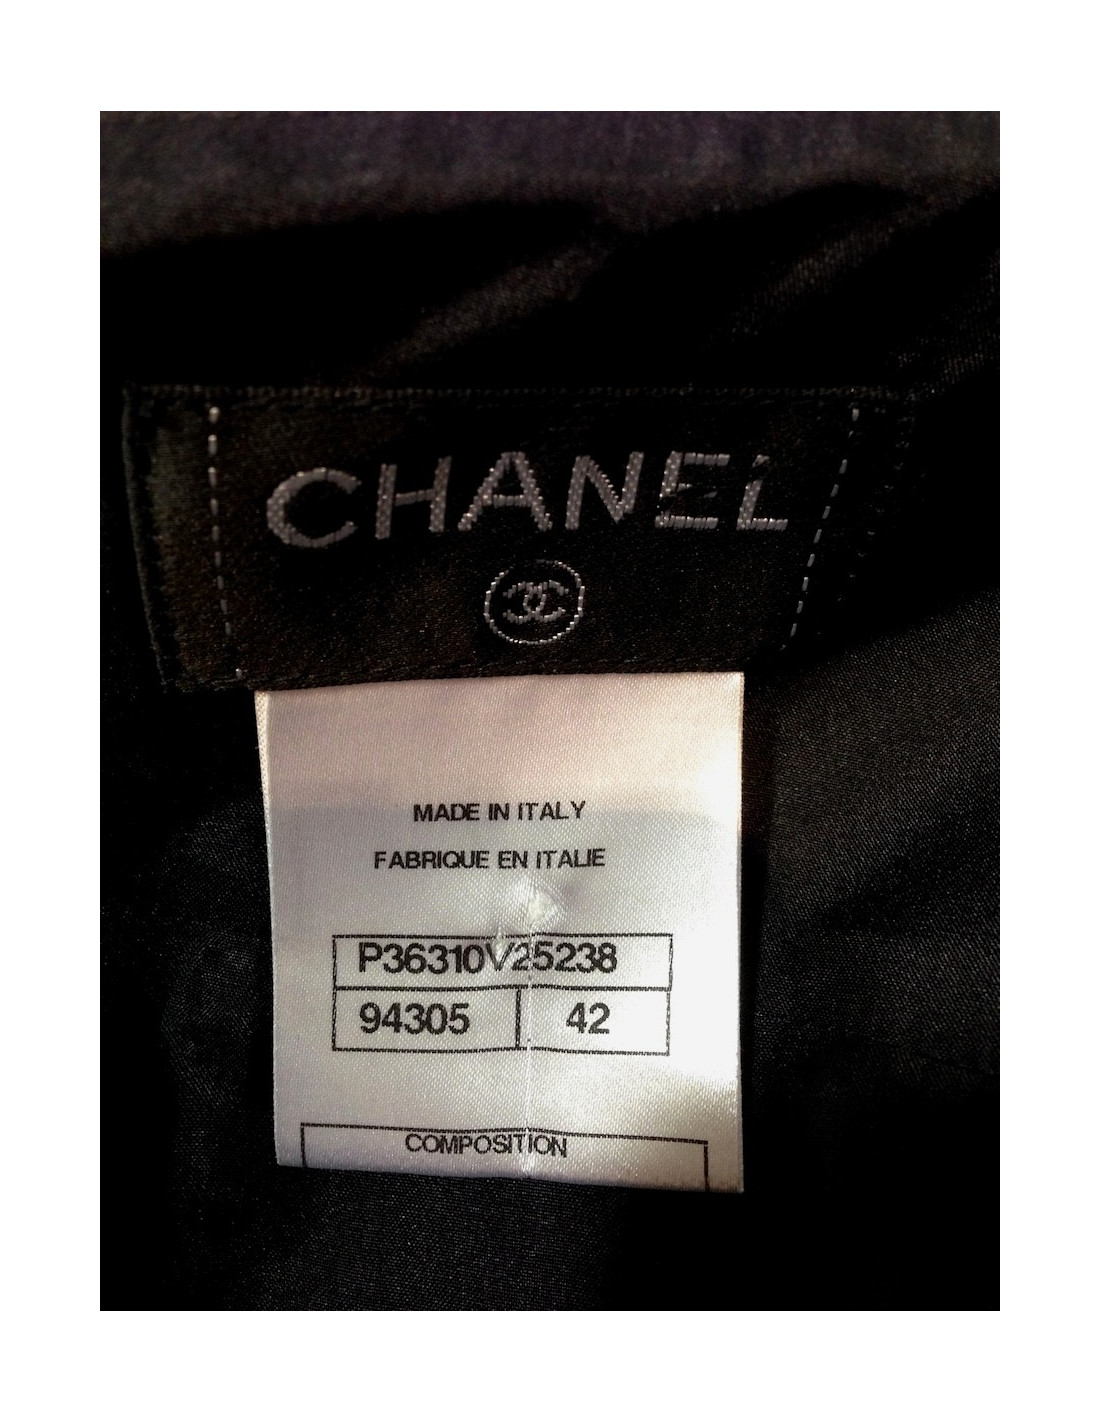 CHANEL
MADE IN ITALY
FABRIQUE EN ITALIE
P36310V25238
94305 42
COMPOSITION